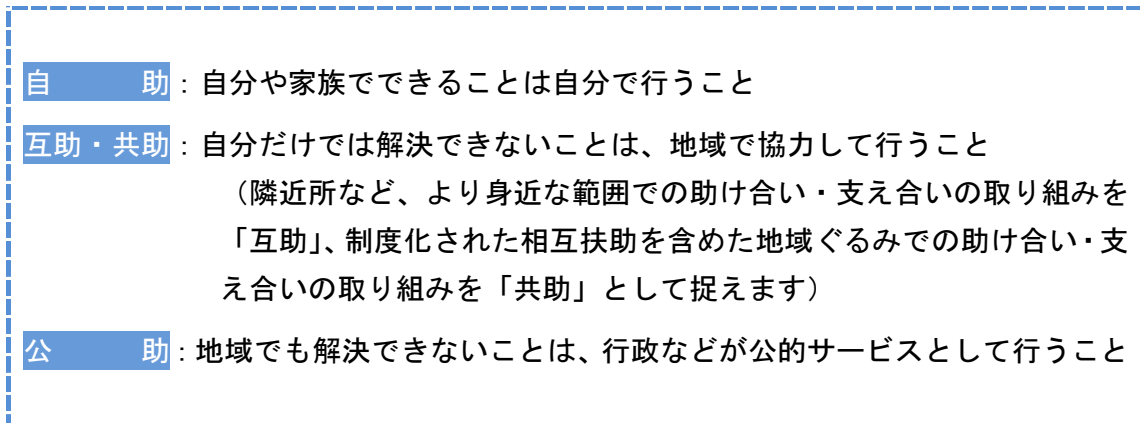 自　　助：自分や家族でできることは自分で行うこと
互助・共助：自分だけでは解決できないことは、地域で協力して行うこと
（隣近所など、より身近な範囲での助け合い・支え合いの取り組みを
「互助」、制度化された相互扶助を含めた地域ぐるみでの助け合い・支
え合いの取り組みを「共助」として捉えます）
公　　助：地域でも解決できないことは、行政などが公的サービスとして行うこと